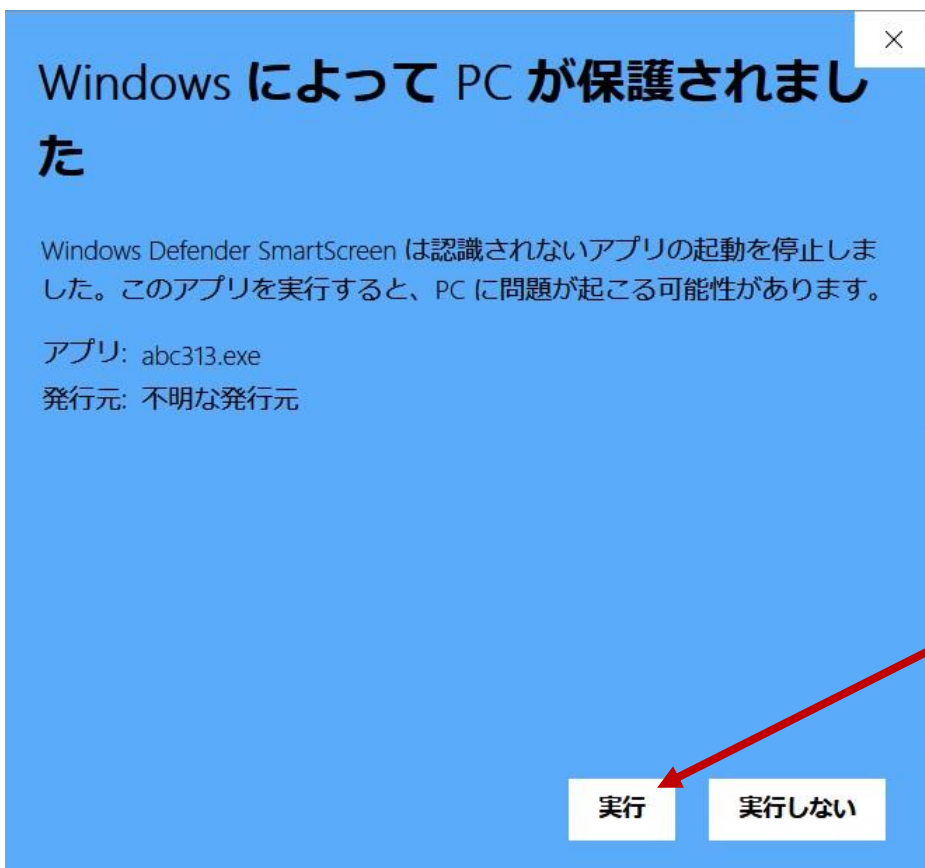 Windows によって PC が保護されまし
た
Windows Defender SmartScreen は認識されないアプリの起動を停止しま
した。このアプリを実行すると、PC に問題が起こる可能性があります。
アプリ: abc313.exe
発行元: 不明な発行元
実行 実行しない